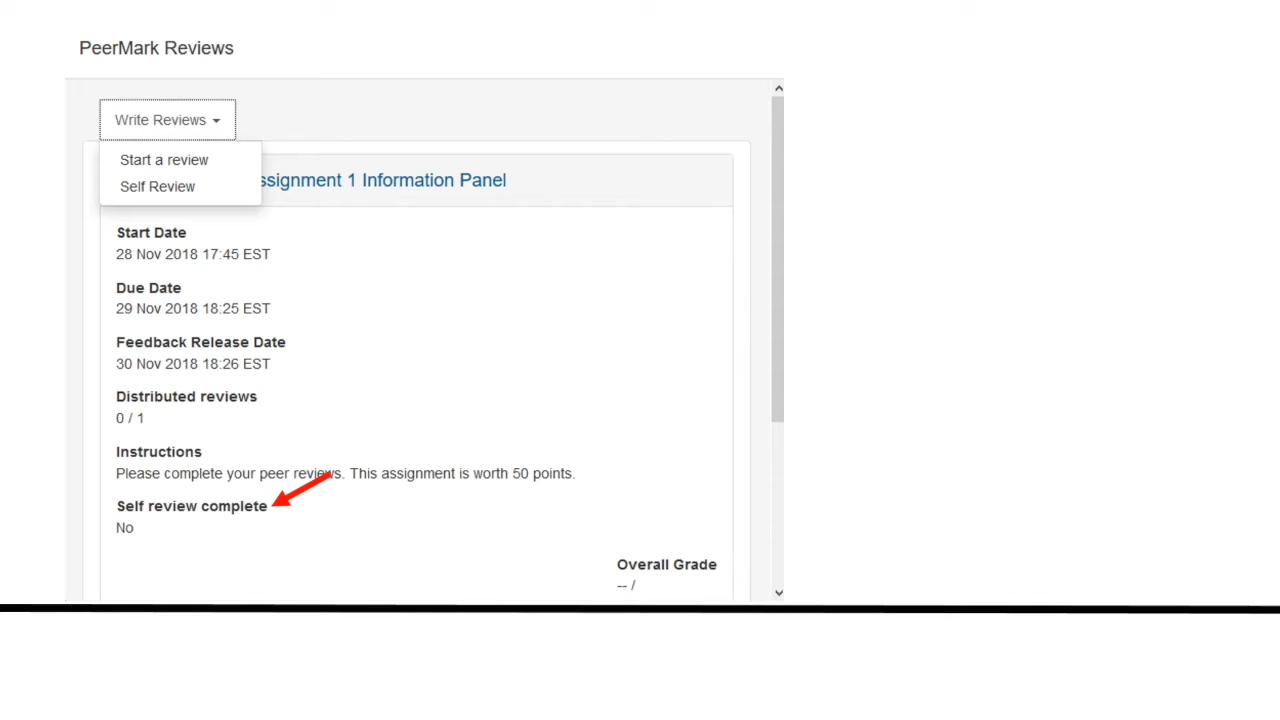 PeerMark Reviews
Write Reviews
Start a review
Self Review
ssignment 1 Information Panel
Start Date
28 Nov 2018 17:45 EST
Due Date
29 Nov 2018 18:25 EST
Feedback Release Date
30 Nov 2018 18:26 EST
Distributed reviews
0 / 1
Instructions
Please complete your peer reviews. This assignment is worth 50 points.
Self review complete
No
Overall Grade
-- /